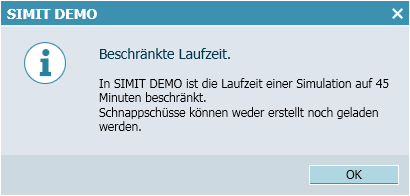 SIMIT DEMO
Beschränkte Laufzeit.
In SIMIT DEMO ist die Laufzeit einer Simulation auf 45
Minuten beschränkt.
Schnappschüsse können weder erstellt noch geladen
werden.
OK